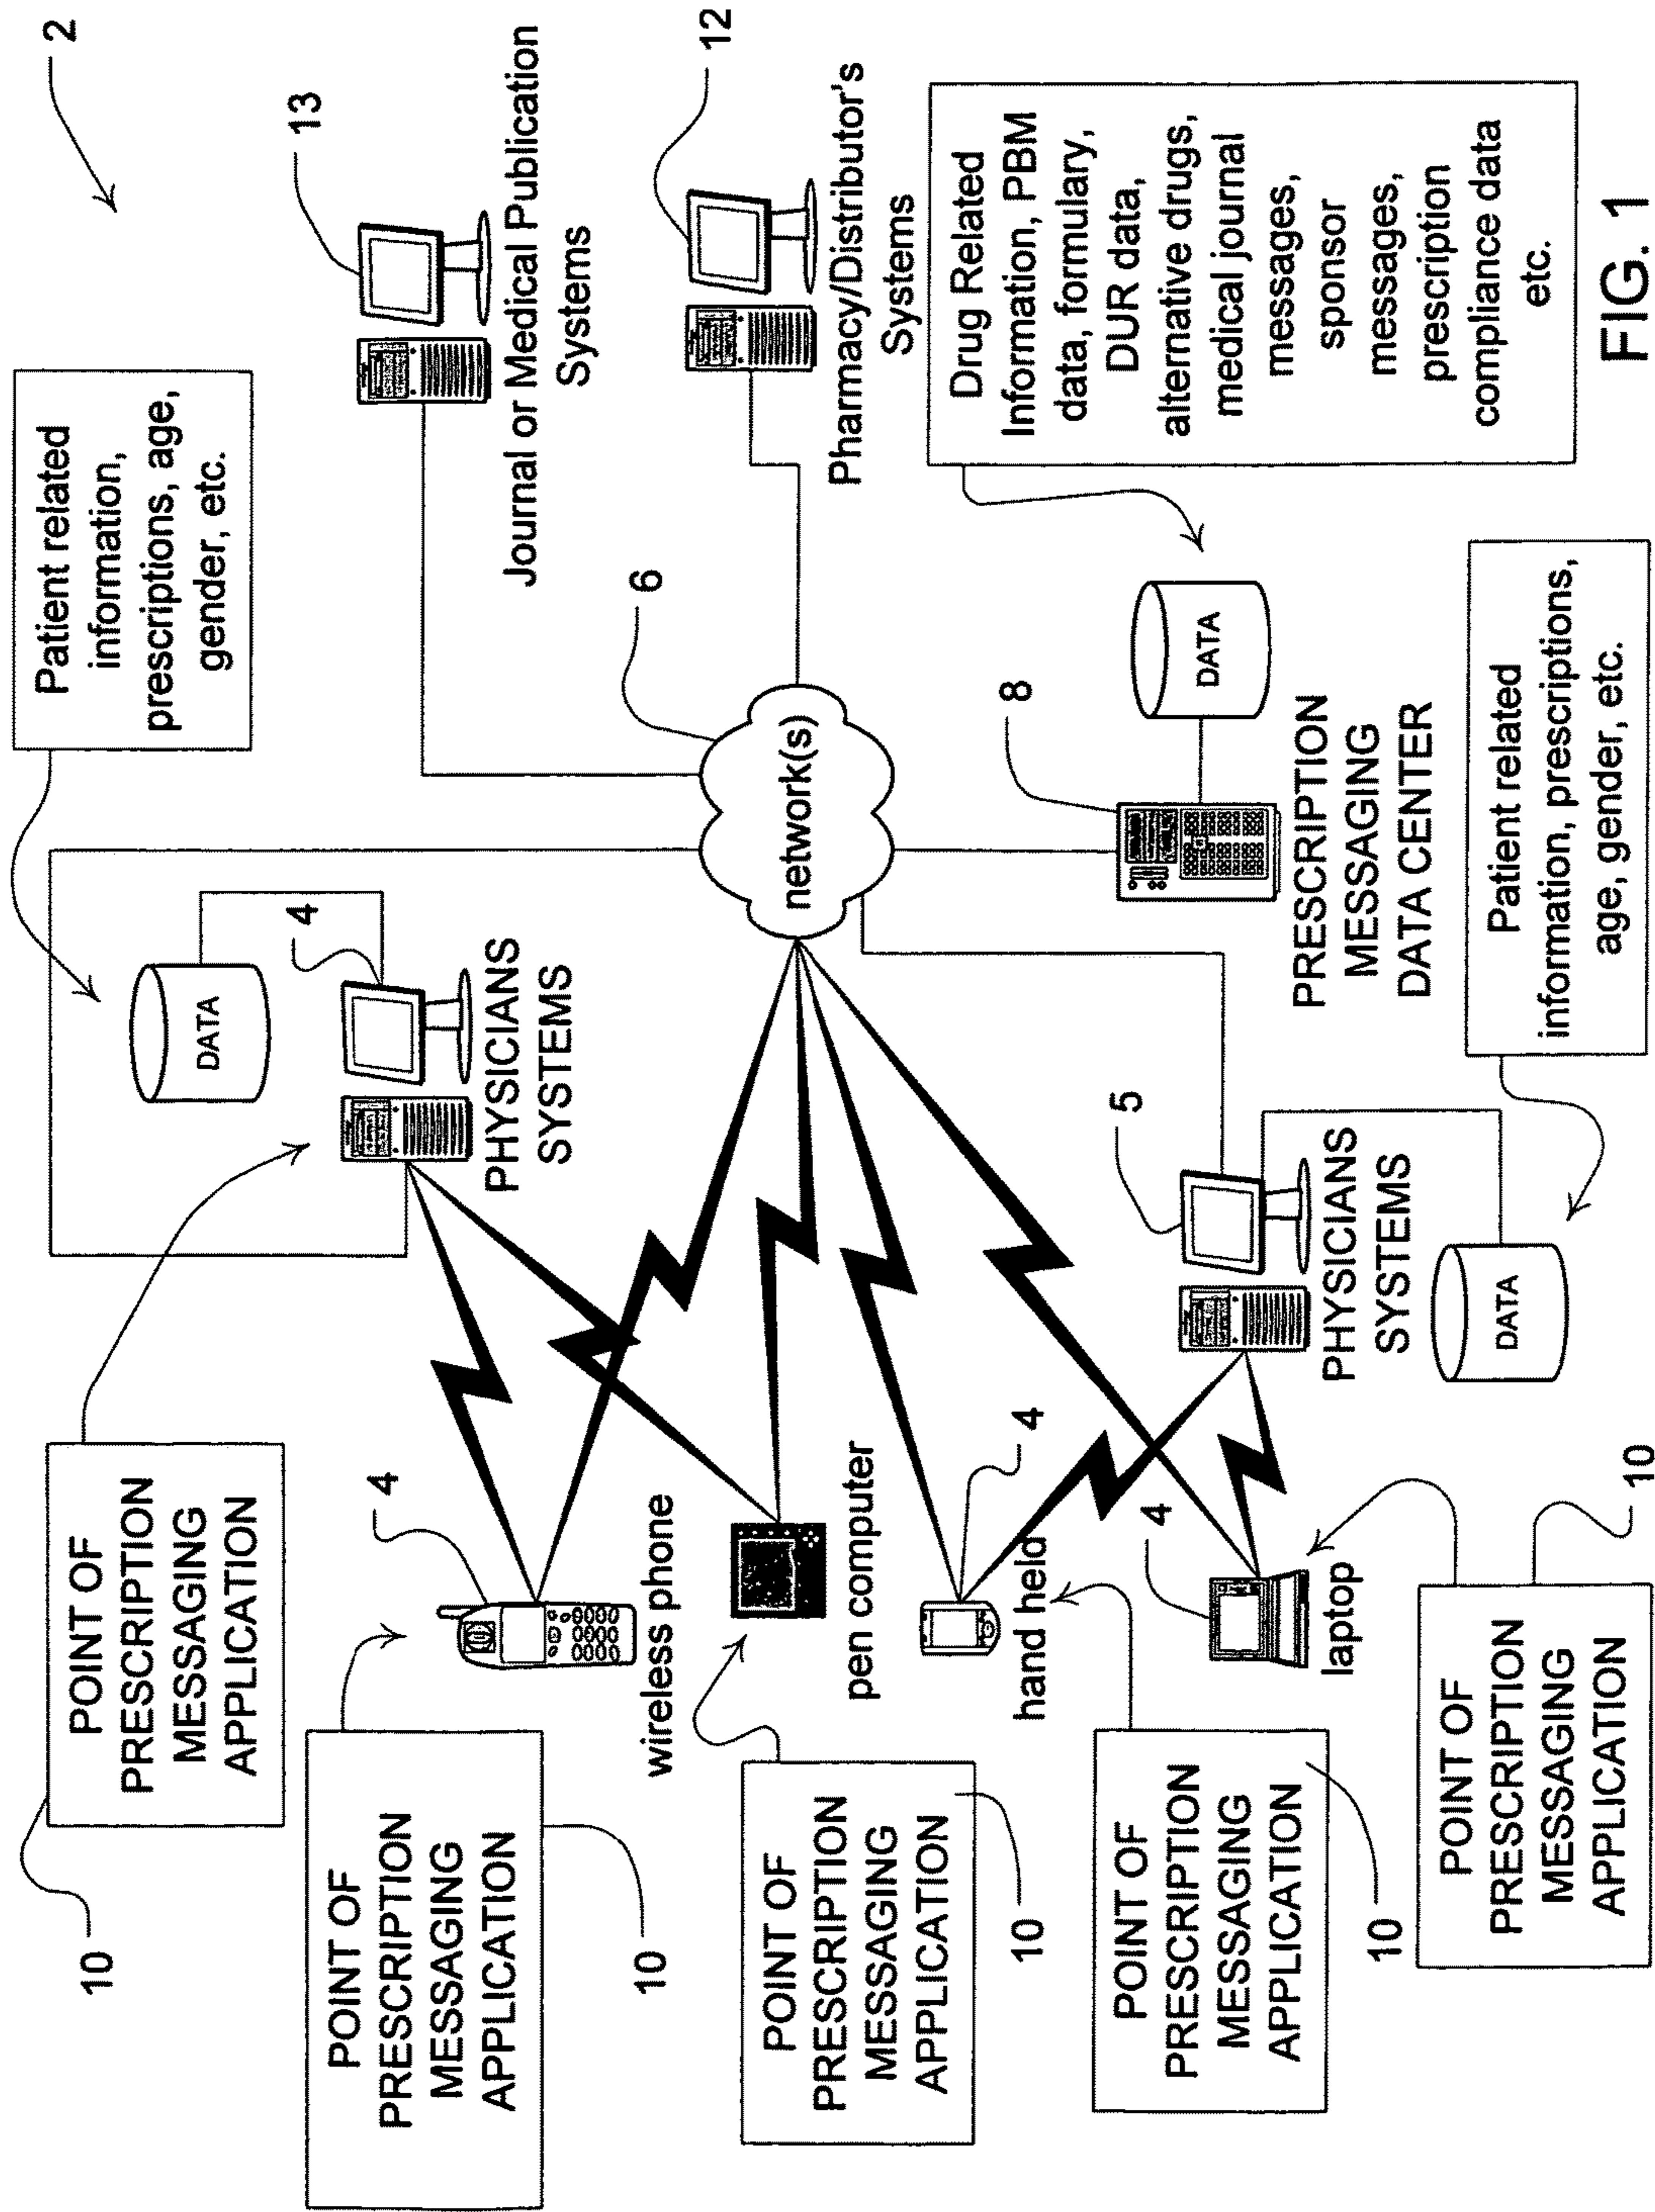 2
10
POINT OF
PRESCRIPTION
MESSAGING
APPLICATION
Patient related
information,
prescriptions, age,
gender, etc.
DATA
4
PHYSICIANS
SYSTEMS
13
Journal or Medical Publication
Systems
POINT OF
PRESCRIPTION
MESSAGING
APPLICATION
10
4
wireless phone
6
network(s)
12
Pharmacy/Distributor's
Systems
POINT OF
PRESCRIPTION
MESSAGING
APPLICATION
10
pen computer
Drug Related
Information, PBM
data, formulary,
DUR data,
alternative drugs,
medical journal
messages,
sponsor
messages,
prescription
compliance data
etc.
POINT OF
PRESCRIPTION
MESSAGING
APPLICATION
10
4
hand held
8
DATA
PRESCRIPTION
MESSAGING
DATA CENTER
4
laptop
5
PHYSICIANS
SYSTEMS
DATA
POINT OF
PRESCRIPTION
MESSAGING
APPLICATION
10
Patient related
information, prescriptions,
age, gender, etc.
FIG. 1